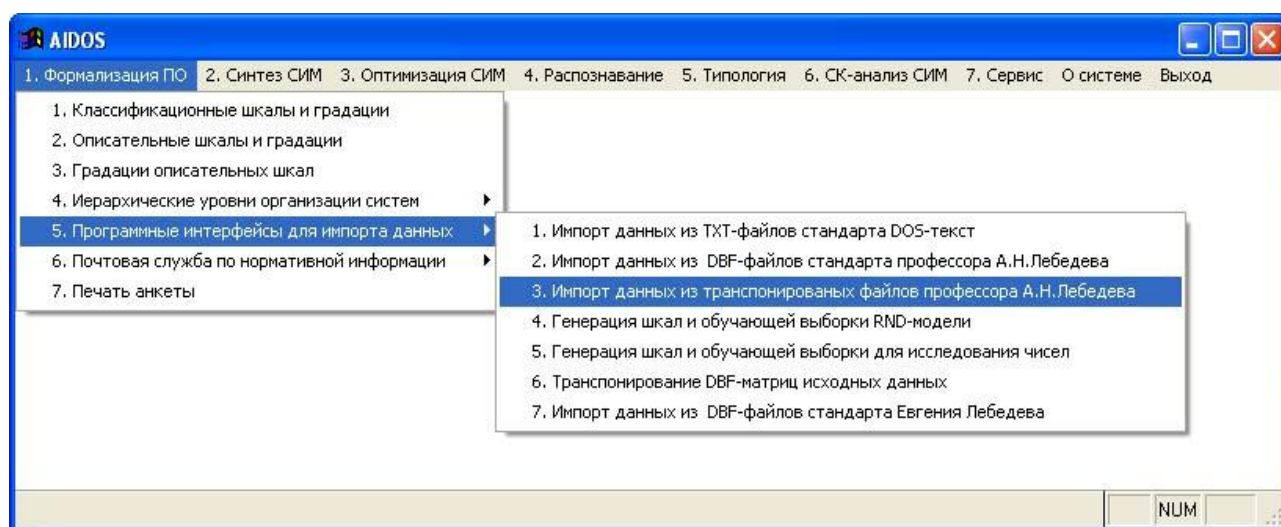 AIDOS
1. Формализация ПО 2. Синтез СИМ 3. Оптимизация СИМ 4. Распознавание 5. Типология 6. СК-анализ СИМ 7. Сервис О системе Выход
1. Классификационные шкалы и градации
2. Описательные шкалы и градации
3. Градации описательных шкал
4. Иерархические уровни организации систем
5. Программные интерфейсы для импорта данных
6. Почтовая служба по нормативной информации
7. Печать анкеты
1. Импорт данных из TXT-файлов стандарта DOS-текст
2. Импорт данных из DBF-файлов стандарта профессора А.Н.Лебедева
3. Импорт данных из транспонированых файлов профессора А.Н.Лебедева
4. Генерация шкал и обучающей выборки RND-модели
5. Генерация шкал и обучающей выборки для исследования чисел
6. Транспонирование DBF-матриц исходных данных
7. Импорт данных из DBF-файлов стандарта Евгения Лебедева
NUM